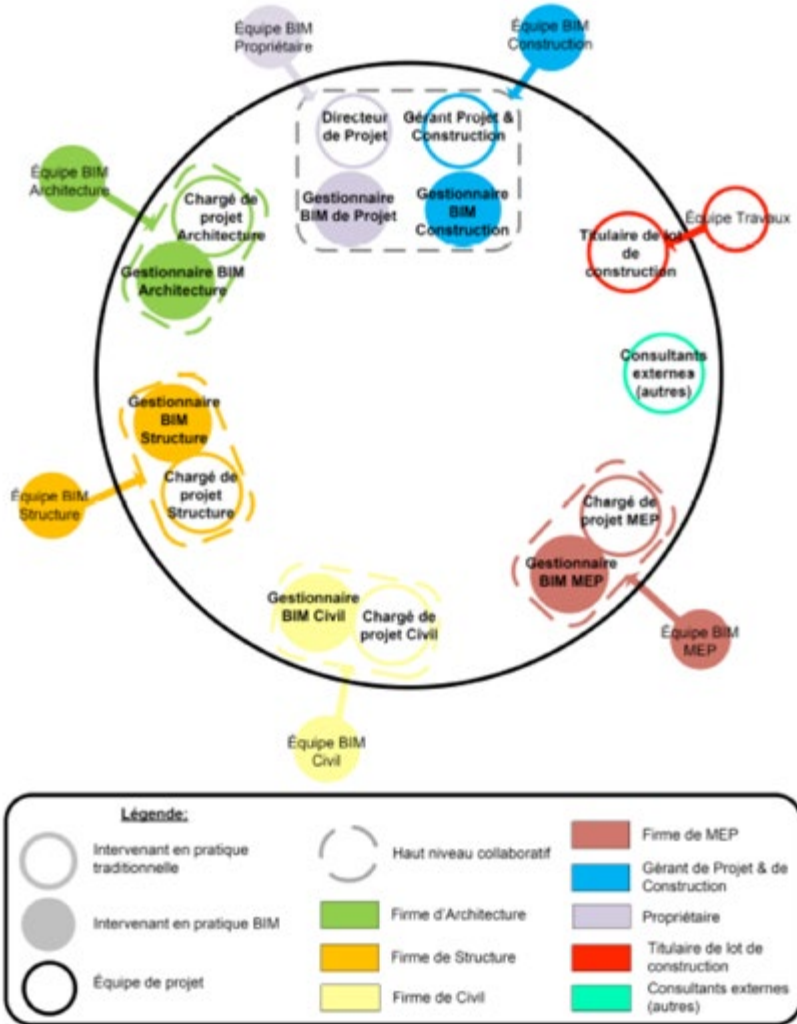 Équipe BIM
Propriétaire
Équipe BIM
Construction
Directeur
de Projet
Gérant Projet &
Construction
Gestionnaire
BIM de Projet
Gestionnaire
BIM
Construction
Équipe BIM
Architecture
Chargé de
projet
Architecture
Gestionnaire BIM
Architecture
Équipe Travaux
Titulaire de lot
de
construction
Consultants
externes
(autres)
Gestionnaire
BIM
Structure
Chargé de
projet
Structure
Équipe BIM
Structure
Chargé de
projet MEP
Gestionnaire
BIM MEP
Équipe BIM
MEP
Gestionnaire
BIM Civil
Chargé de
projet Civil
Équipe BIM
Civil
Légende:
Intervenant en pratique
traditionnelle
Intervenant en pratique BIM
Équipe de projet
Haut niveau collaboratif
Firme d'Architecture
Firme de Structure
Firme de Civil
Firme de MEP
Gérant de Projet & de
Construction
Propriétaire
Titulaire de lot de
construction
Consultants externes
(autres)